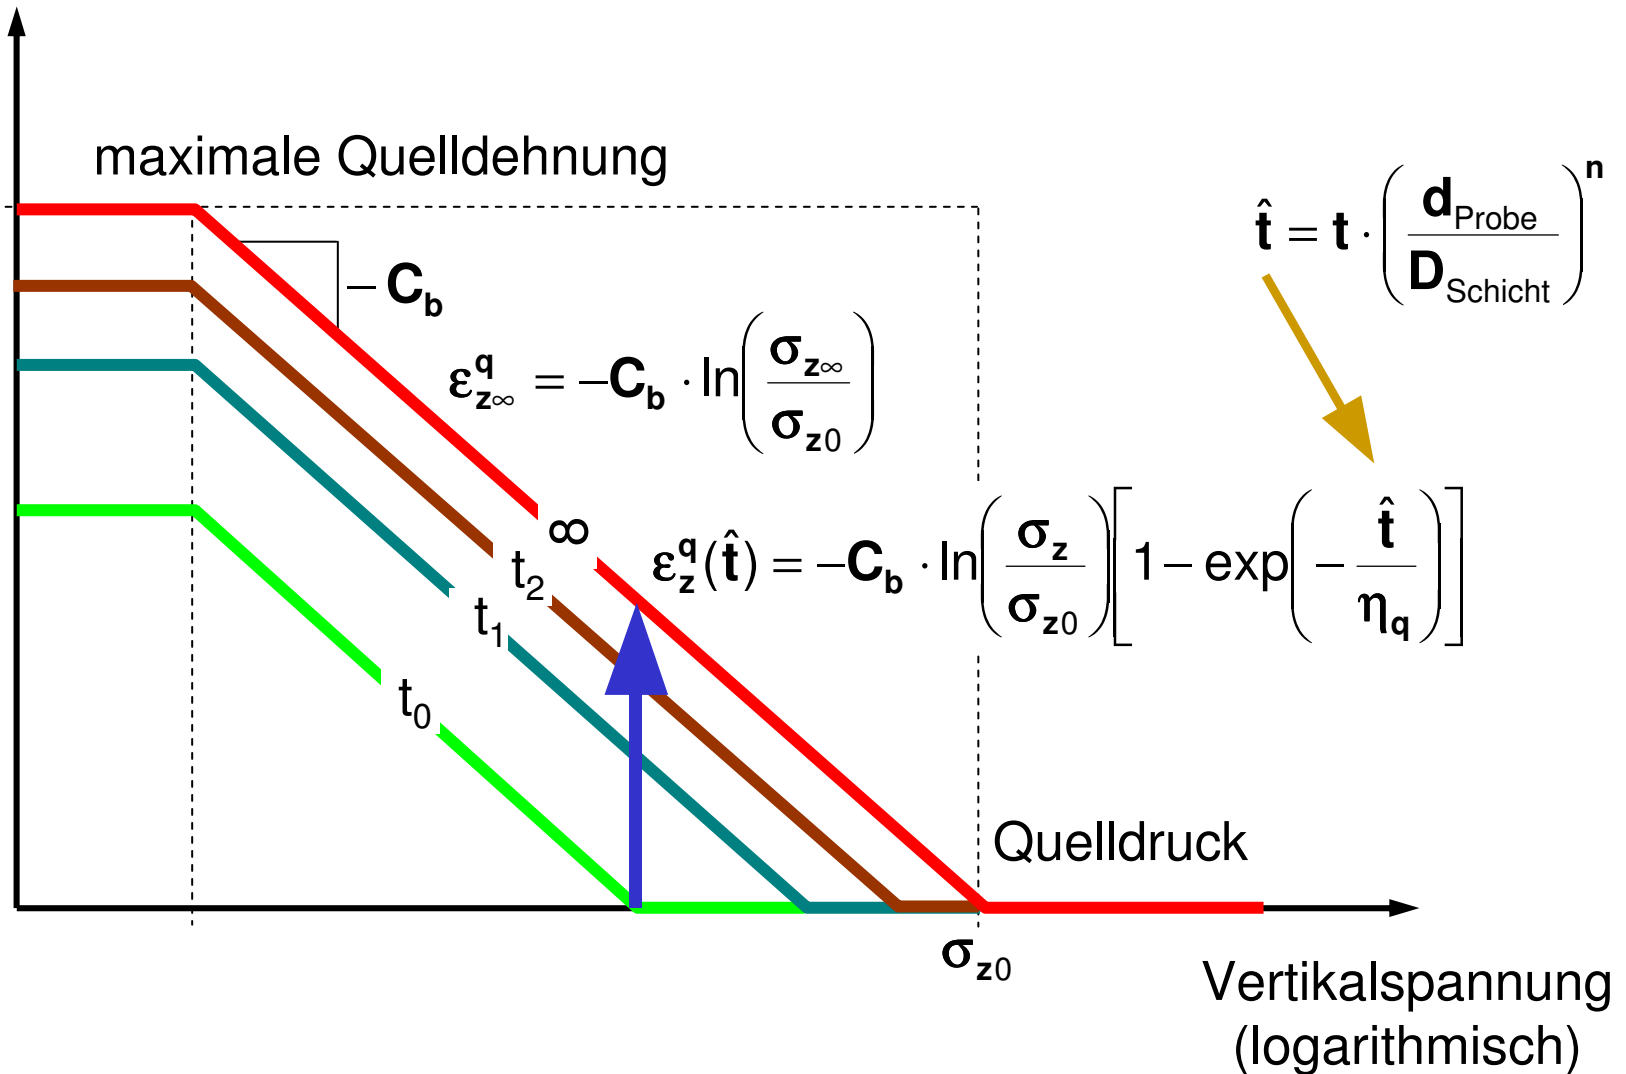 maximale Quelldehnung
t̂ = t · (d_Probe / D_Schicht)^n
− C_b
ε^q_z∞ = −C_b · ln(σ_z∞ / σ_z0)
∞
ε^q_z(t̂) = −C_b · ln(σ_z / σ_z0)[1 − exp(− t̂ / η_q)]
t_2
t_1
t_0
Quelldruck
σ_z0
Vertikalspannung
(logarithmisch)